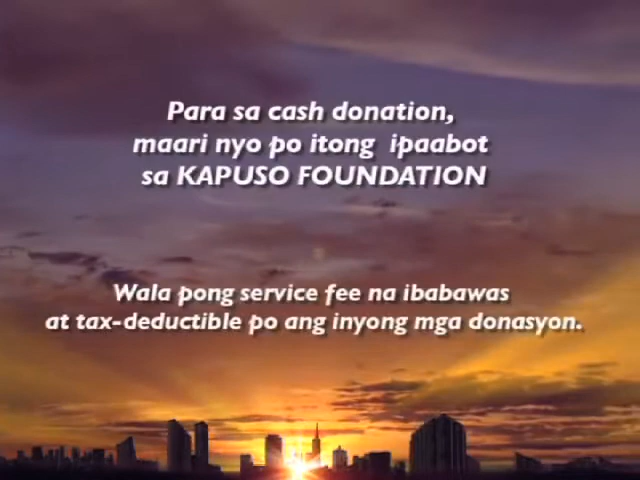 Para sa cash donation,
maari nyo po itong ipaabot
sa KAPUSO FOUNDATION
Wala pong service fee na ibabawas
at tax-deductible po ang inyong mga donasyon.